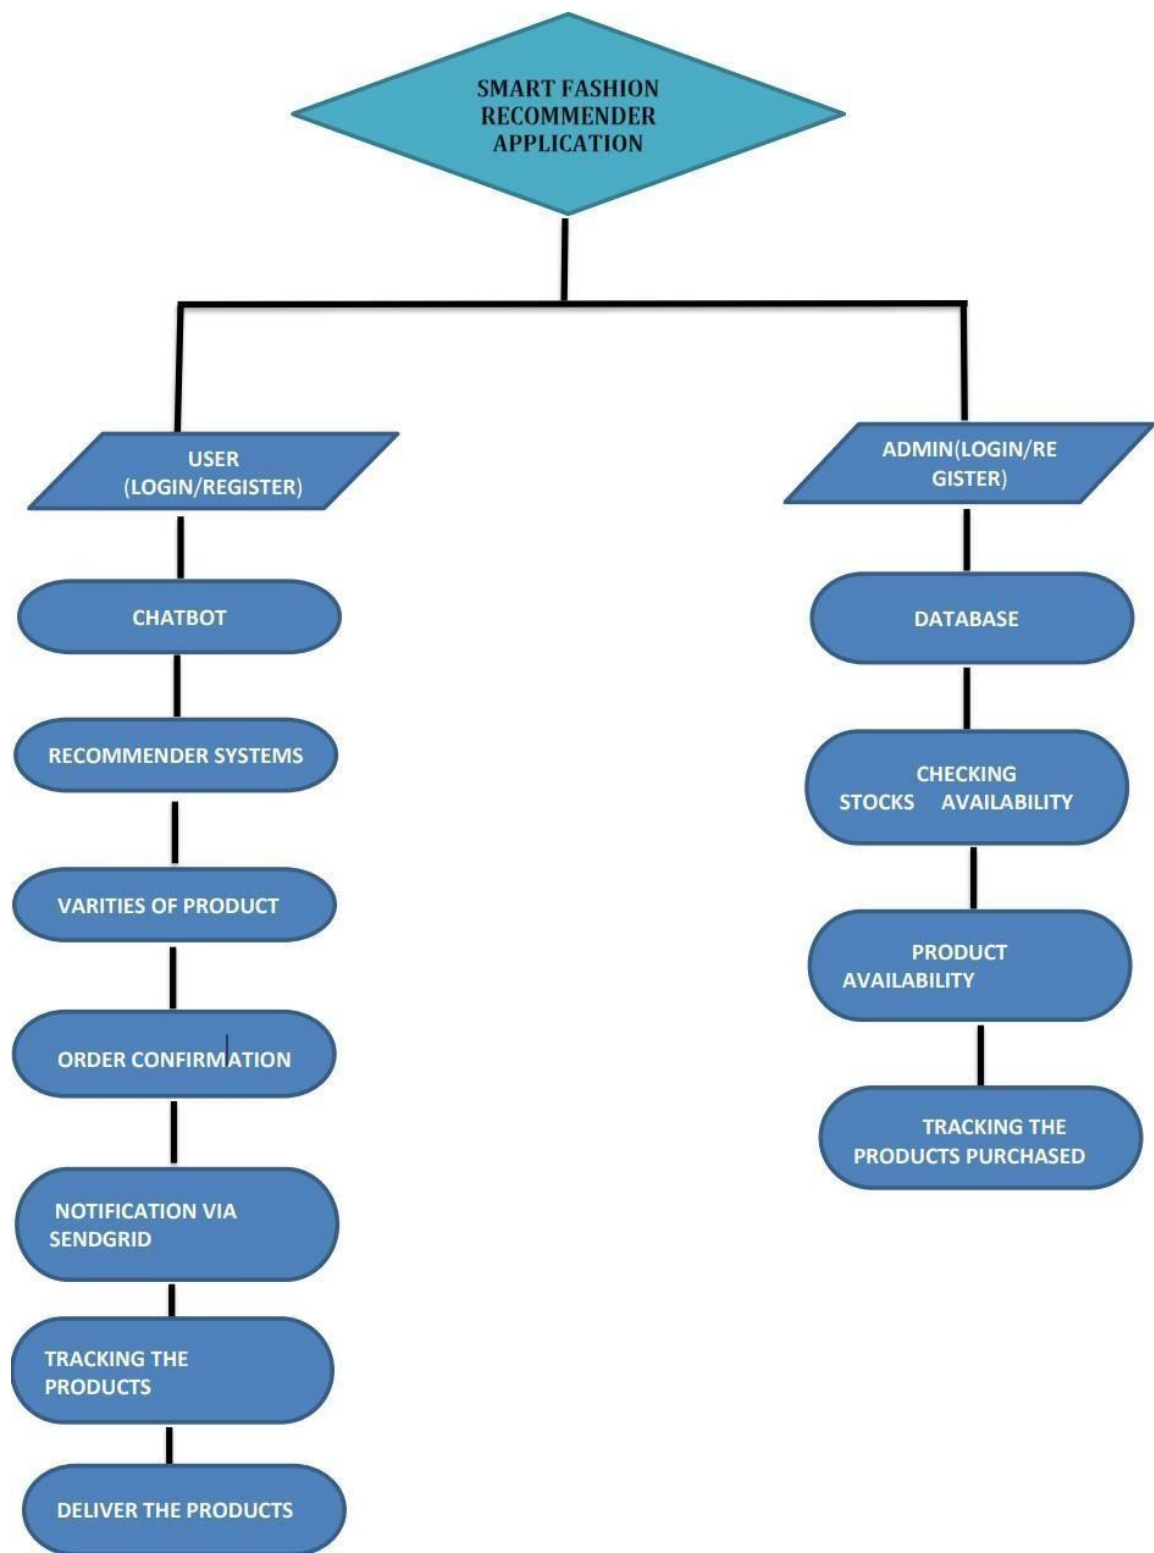 SMART FASHION
RECOMMENDER
APPLICATION
USER
(LOGIN/REGISTER)
CHATBOT
RECOMMENDER SYSTEMS
VARITIES OF PRODUCT
ORDER CONFIRMATION
NOTIFICATION VIA
SENDGRID
TRACKING THE
PRODUCTS
DELIVER THE PRODUCTS
ADMIN(LOGIN/RE
GISTER)
DATABASE
CHECKING
STOCKS AVAILABILITY
PRODUCT
AVAILABILITY
TRACKING THE
PRODUCTS PURCHASED